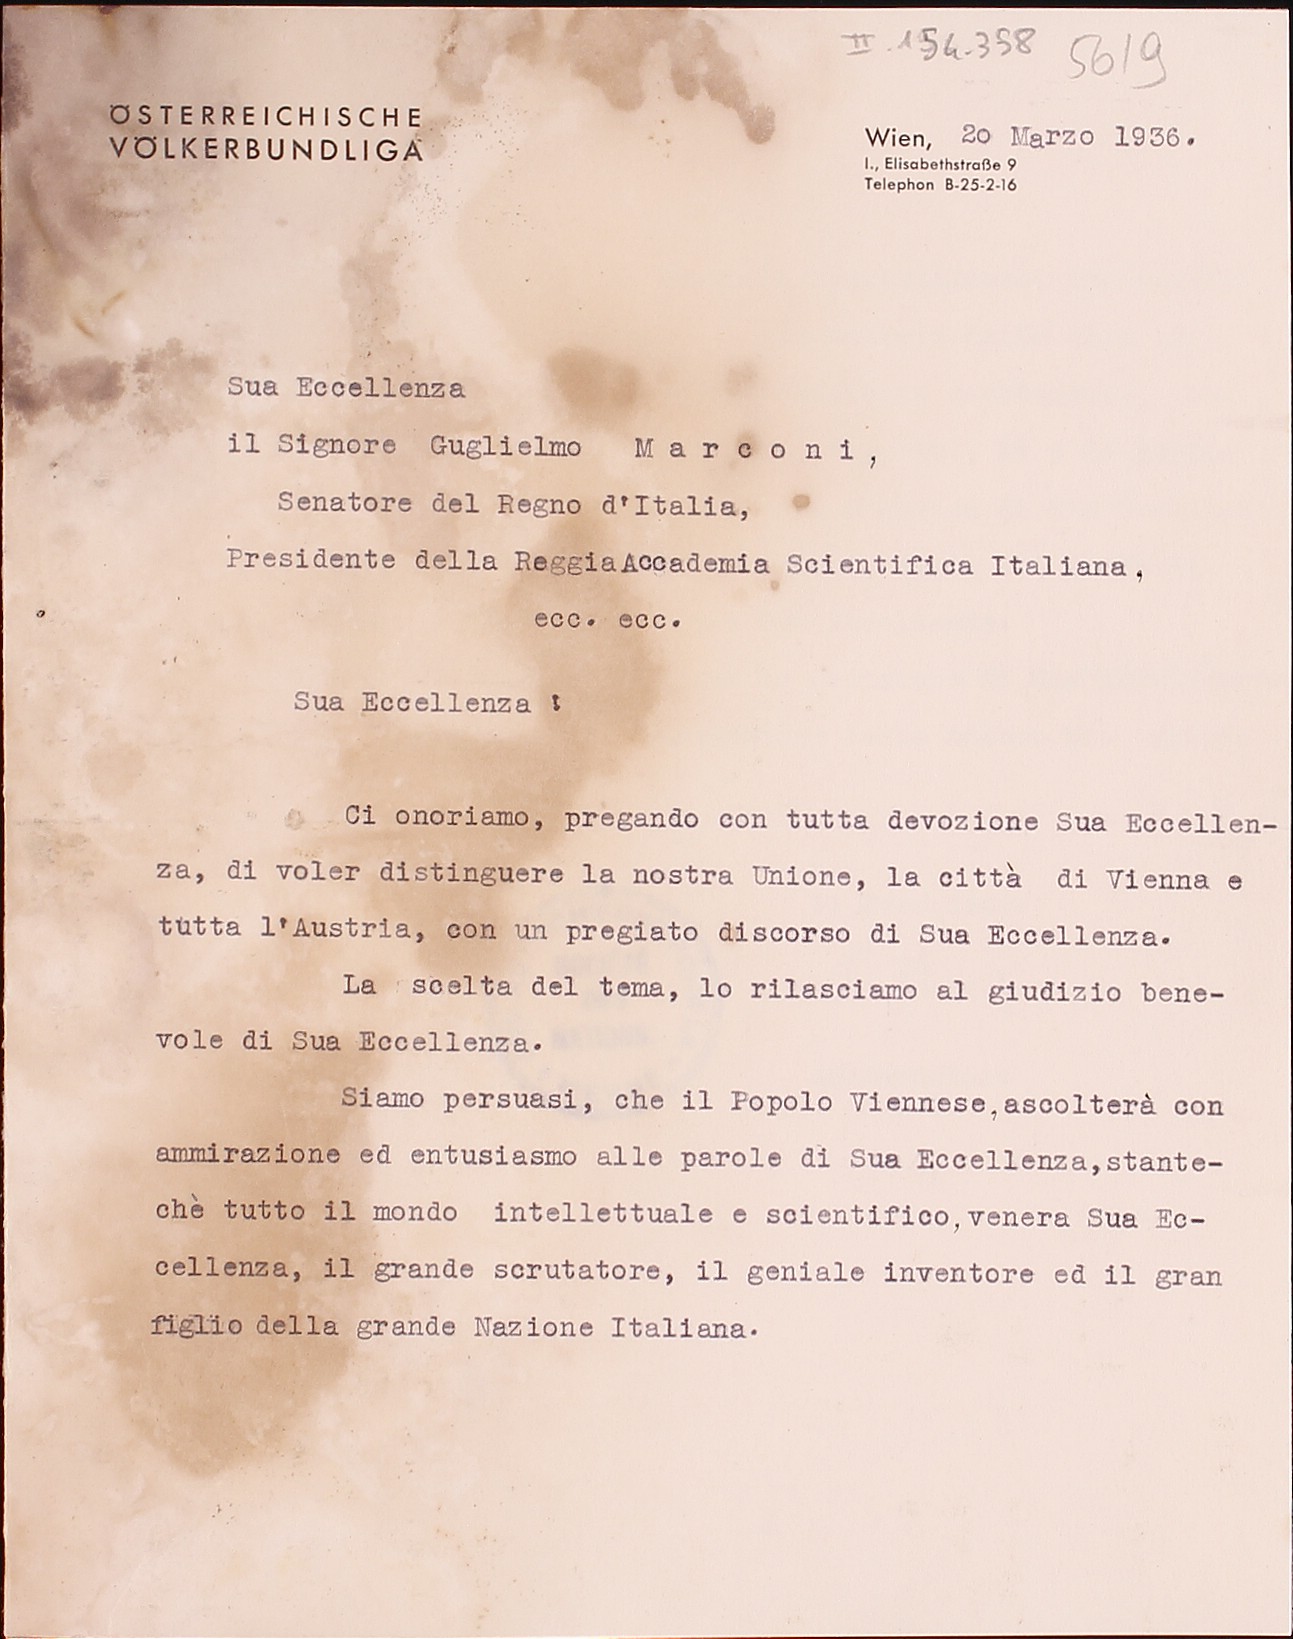 II 154.358 5619
ÖSTERREICHISCHE
VÖLKERBUNDLIGA
Wien, 20 Marzo 1936.
I., Elisabethstraße 9
Telephon B-25-2-16
Sua Eccellenza
il Signore Guglielmo M a r c o n i ,
Senatore del Regno d'Italia,
Presidente della Reggia Accademia Scientifica Italiana,
ecc. ecc.
Sua Eccellenza !
Ci onoriamo, pregando con tutta devozione Sua Eccellen-
za, di voler distinguere la nostra Unione, la città di Vienna e
tutta l'Austria, con un pregiato discorso di Sua Eccellenza.
La scelta del tema, lo rilasciamo al giudizio bene-
vole di Sua Eccellenza.
Siamo persuasi, che il Popolo Viennese, ascolterà con
ammirazione ed entusiasmo alle parole di Sua Eccellenza, stante-
chè tutto il mondo intellettuale e scientifico, venera Sua Ec-
cellenza, il grande scrutatore, il geniale inventore ed il gran
figlio della grande Nazione Italiana.